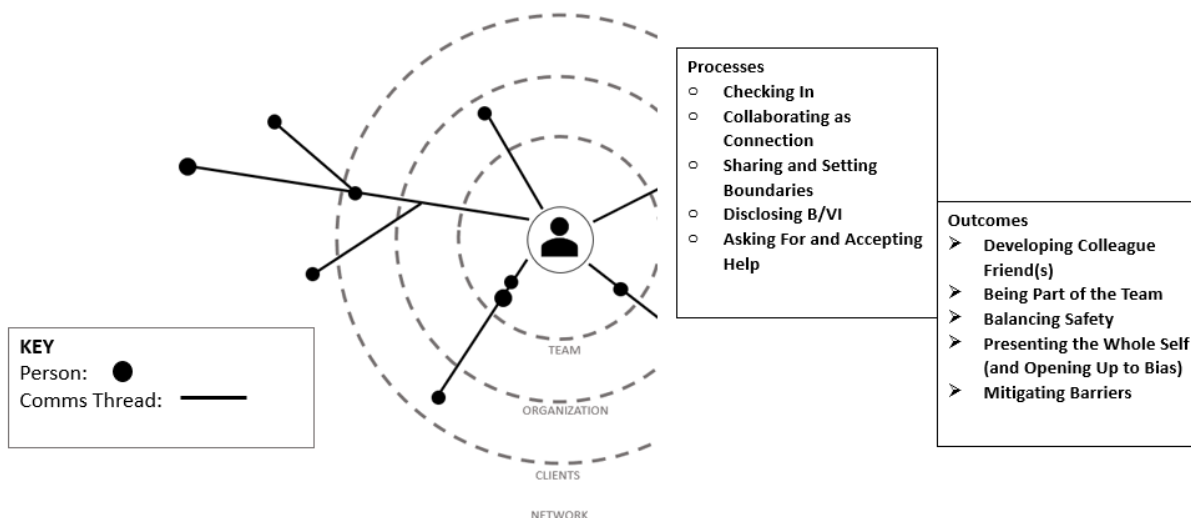 Processes
Checking In
Collaborating as
Connection
Sharing and Setting
Boundaries
Disclosing B/VI
Asking For and Accepting
Help
Outcomes
Developing Colleague
Friend(s)
Being Part of the Team
Balancing Safety
Presenting the Whole Self
(and Opening Up to Bias)
Mitigating Barriers
KEY
Person:
Comms Thread:
TEAM
ORGANIZATION
CLIENTS
NETWORK